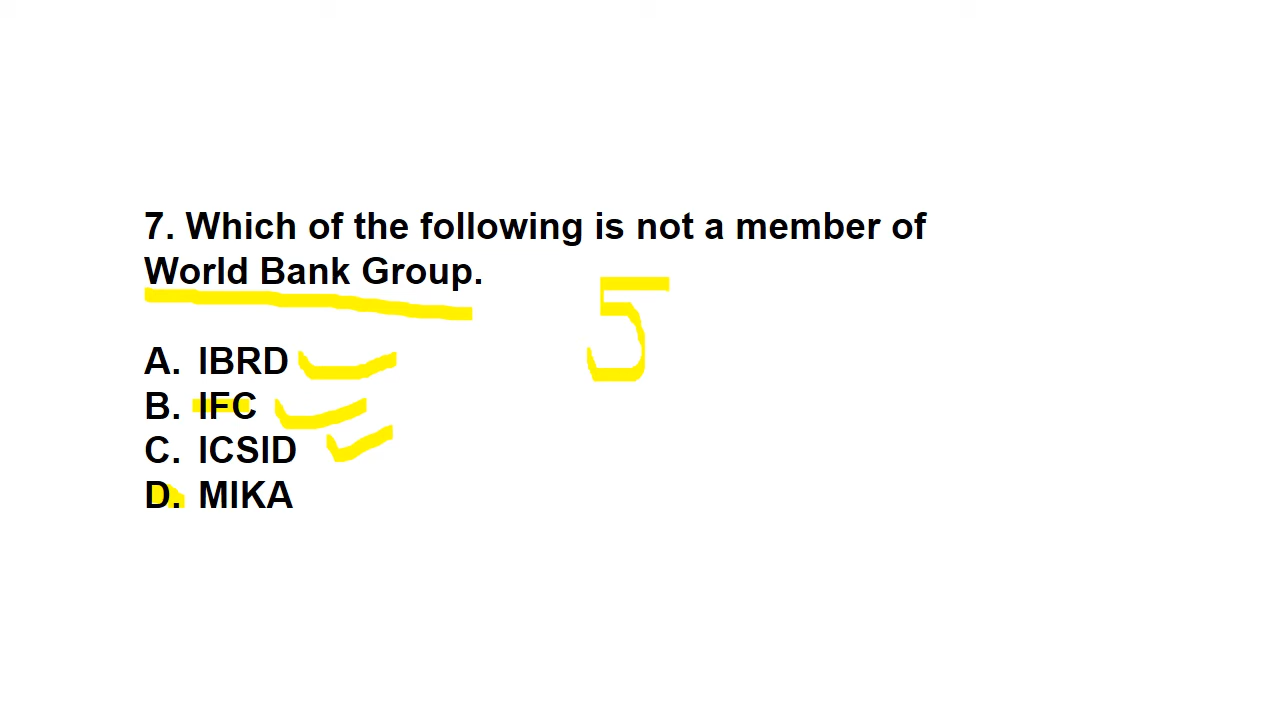 7. Which of the following is not a member of
World Bank Group.
5
A. IBRD
B. IFC
C. ICSID
D. MIKA